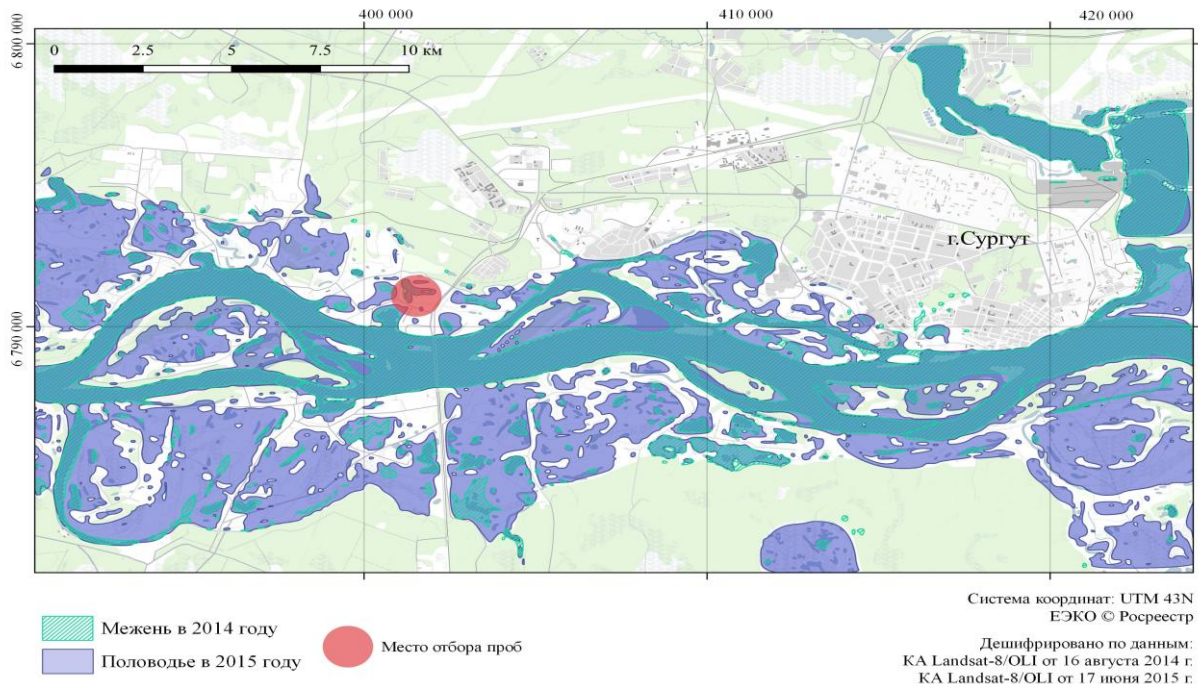 400 000
410 000
420 000
6 800 000
0
2.5
5
7.5
10 км
г.Сургут
6 790 000
Межень в 2014 году
Половодье в 2015 году
Место отбора проб
Система координат: UTM 43N
ЕЭКО © Росреестр
Дешифрировано по данным:
КА Landsat-8/OLI от 16 августа 2014 г.
КА Landsat-8/OLI от 17 июня 2015 г.